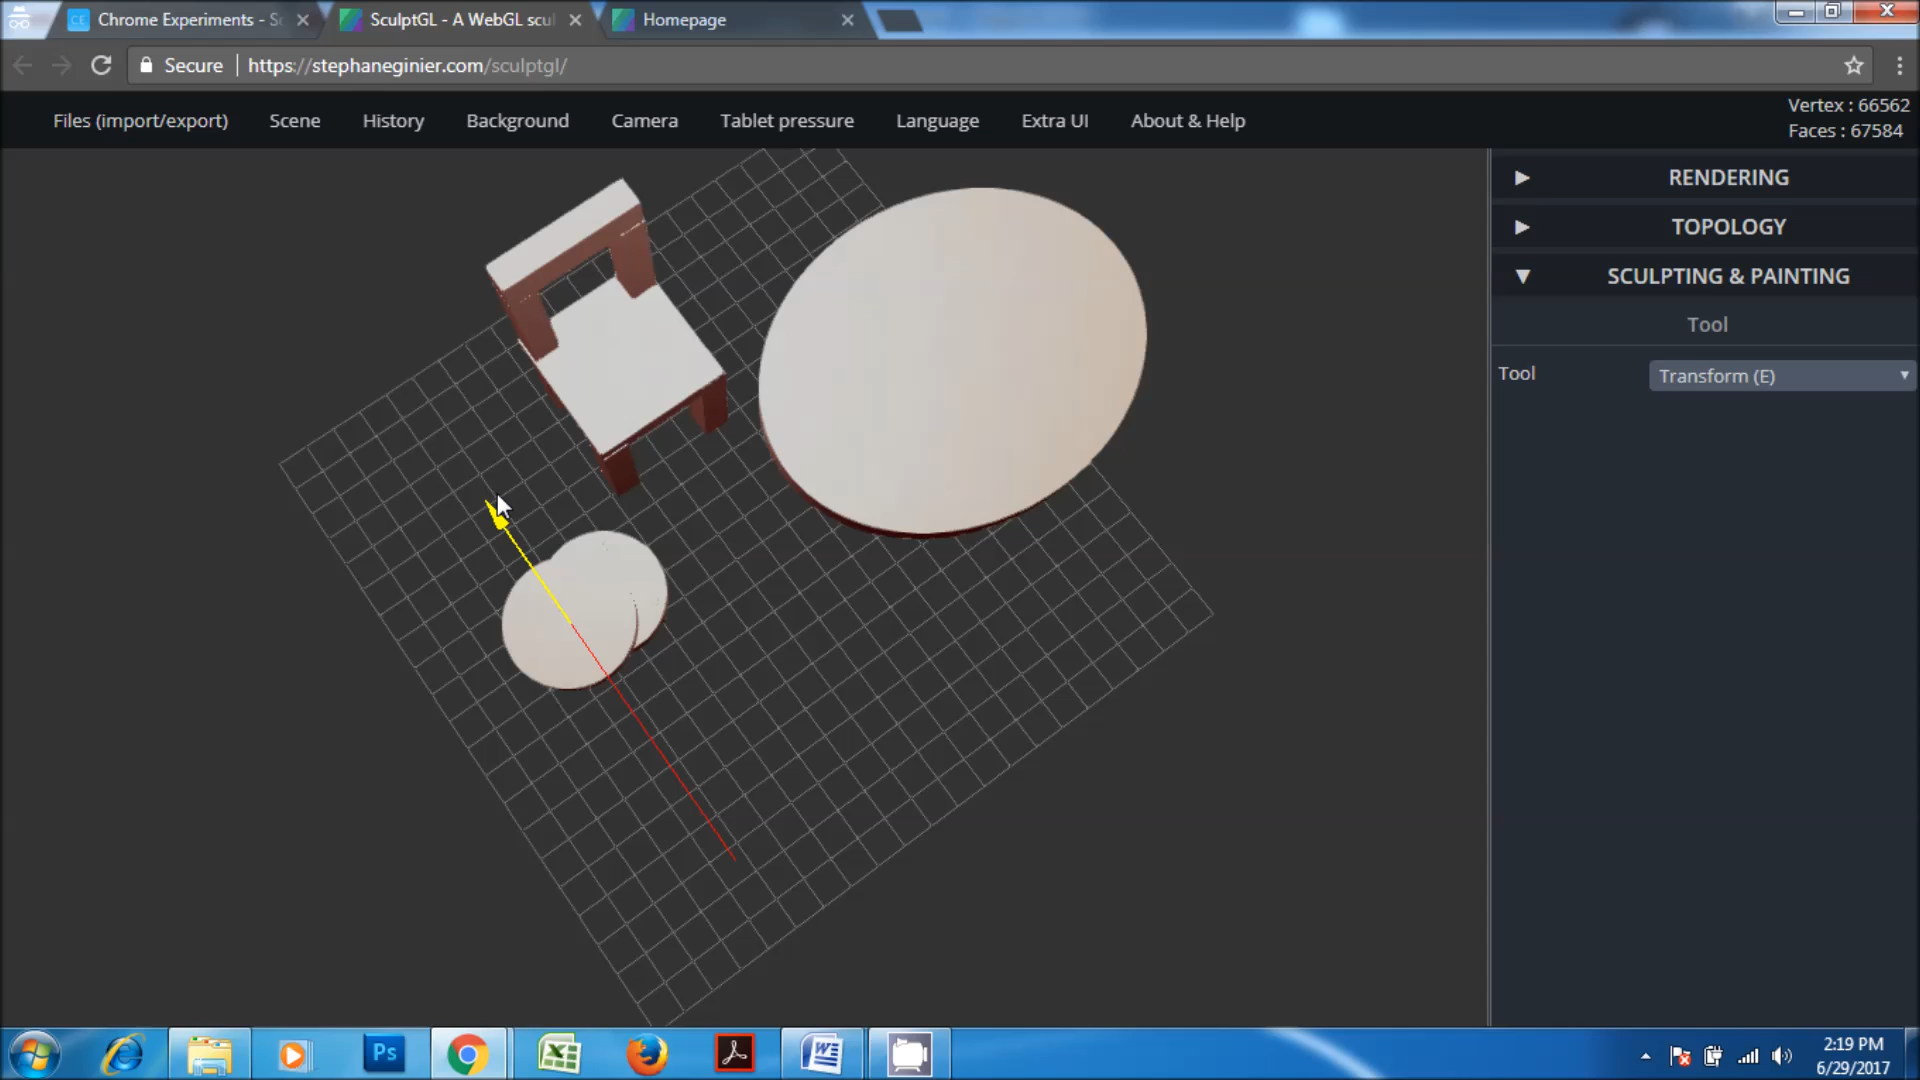 Chrome Experiments - Sc
SculptGL - A WebGL scul
Homepage
Secure
https://stephaneginier.com/sculptgl/
Files (import/export)
Scene
History
Background
Camera
Tablet pressure
Language
Extra UI
About & Help
Vertex : 66562
Faces : 67584
RENDERING
TOPOLOGY
SCULPTING & PAINTING
Tool
Tool
Transform (E)
Ps
2:19 PM
6/29/2017